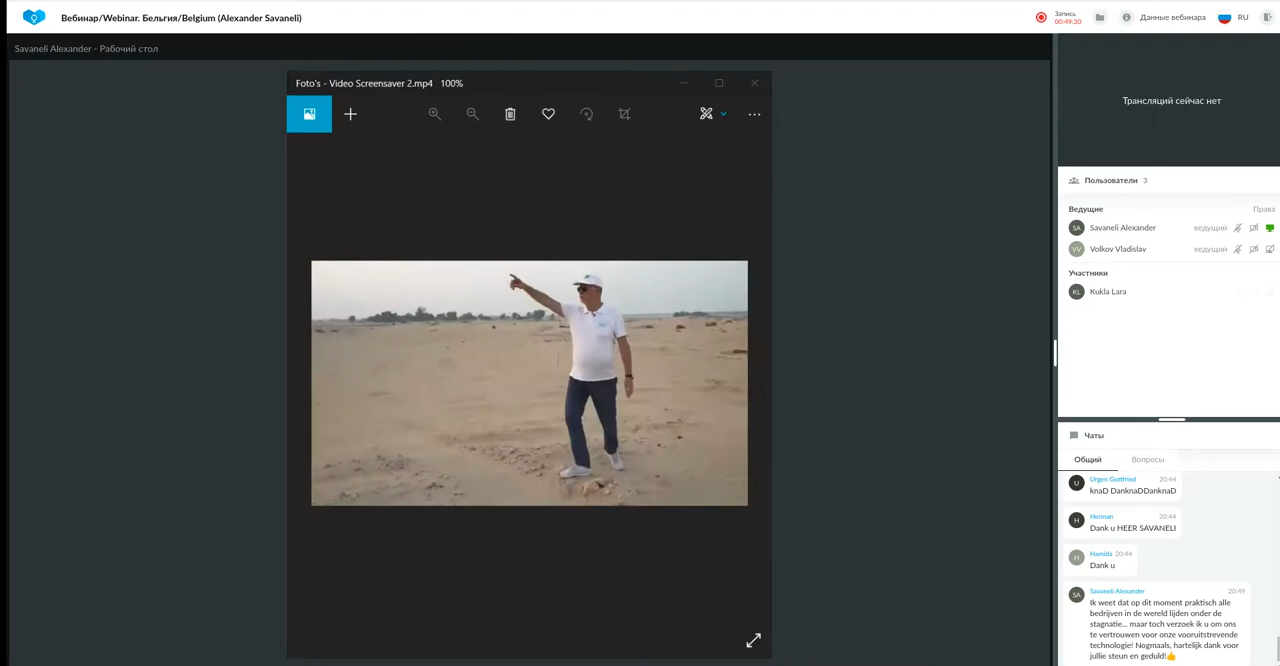 Вебинар/Webinar. Бельгия/Belgium (Alexander Savaneli)
Запись
00:49:30
Данные вебинара
RU
Savaneli Alexander - Рабочий стол
Foto's - Video Screensaver 2.mp4 100%
Трансляций сейчас нет
Пользователи 3
Ведущие Права
SA Savaneli Alexander ведущий
VV Volkov Vladislav ведущий
Участники
KL Kukla Lara
Чаты
Общий Вопросы
U Urgen Gottfried 20:44
knaD DanknaDDanknaD
H Herman 20:44
Dank u HEER SAVANELI
H Hamida 20:44
Dank u
SA Savaneli Alexander 20:49
Ik weet dat op dit moment praktisch alle
bedrijven in de wereld lijden onder de
stagnatie... maar toch verzoek ik u om ons
te vertrouwen voor onze vooruitstrevende
technologie! Nogmaals, hartelijk dank voor
jullie steun en geduld!👍